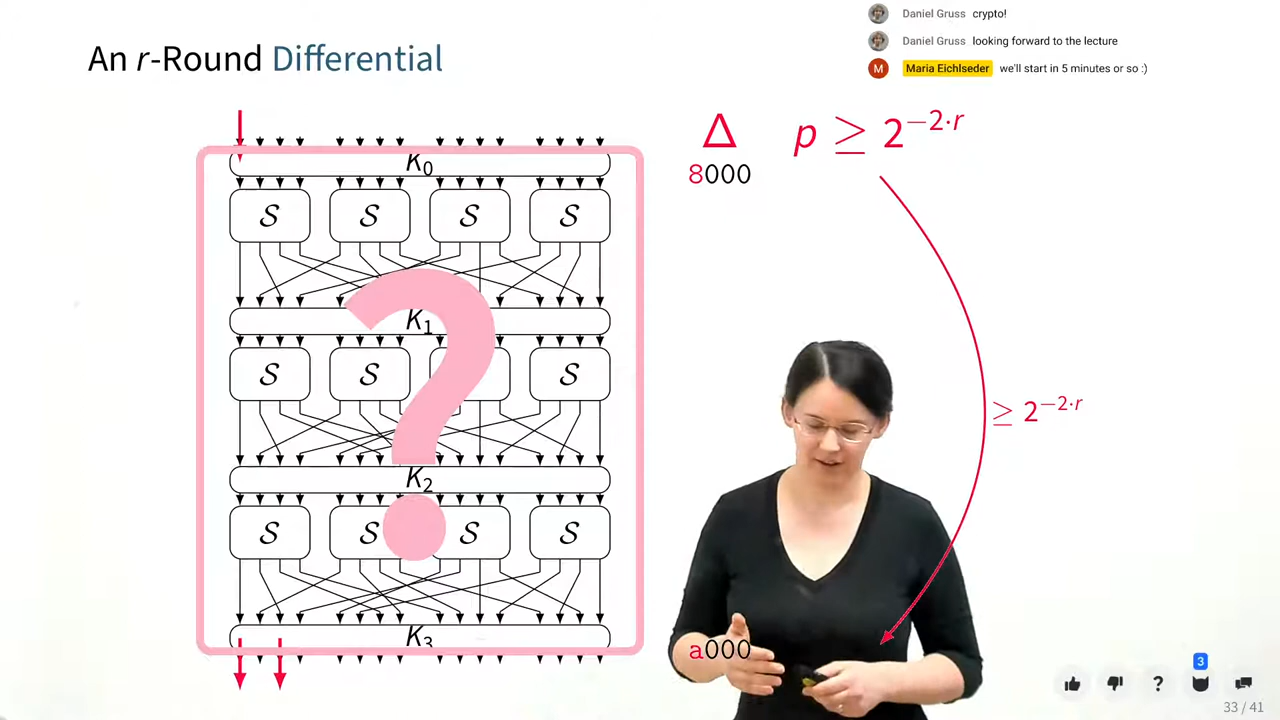 Daniel Gruss crypto!
Daniel Gruss looking forward to the lecture
M Maria Eichlseder we'll start in 5 minutes or so :)
An r-Round Differential
Δ p ≥ 2^{-2·r}
8000
K₀
S S S S
K₁
S S S
≥ 2^{-2·r}
?
K₂
S S S S
K₃
a000
3
?
33 / 41